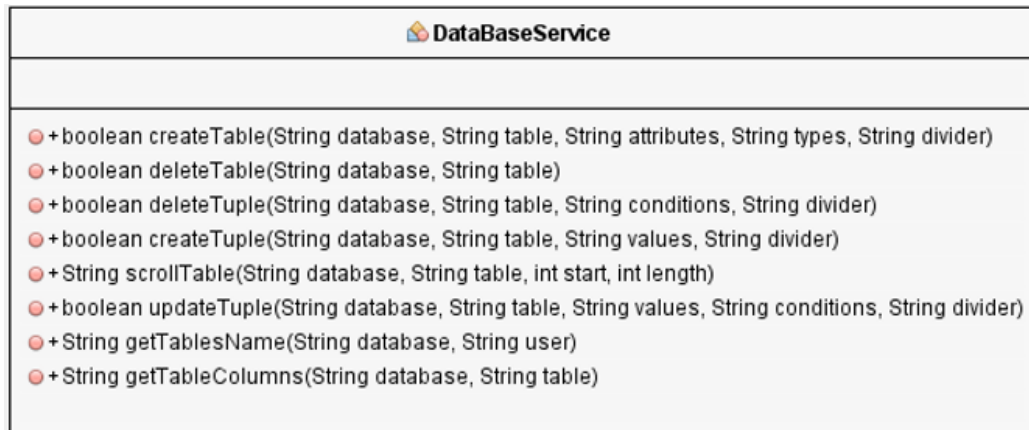 DataBaseService
+boolean createTable(String database, String table, String attributes, String types, String divider)
+boolean deleteTable(String database, String table)
+boolean deleteTuple(String database, String table, String conditions, String divider)
+boolean createTuple(String database, String table, String values, String divider)
+String scrollTable(String database, String table, int start, int length)
+boolean updateTuple(String database, String table, String values, String conditions, String divider)
+String getTablesName(String database, String user)
+String getTableColumns(String database, String table)